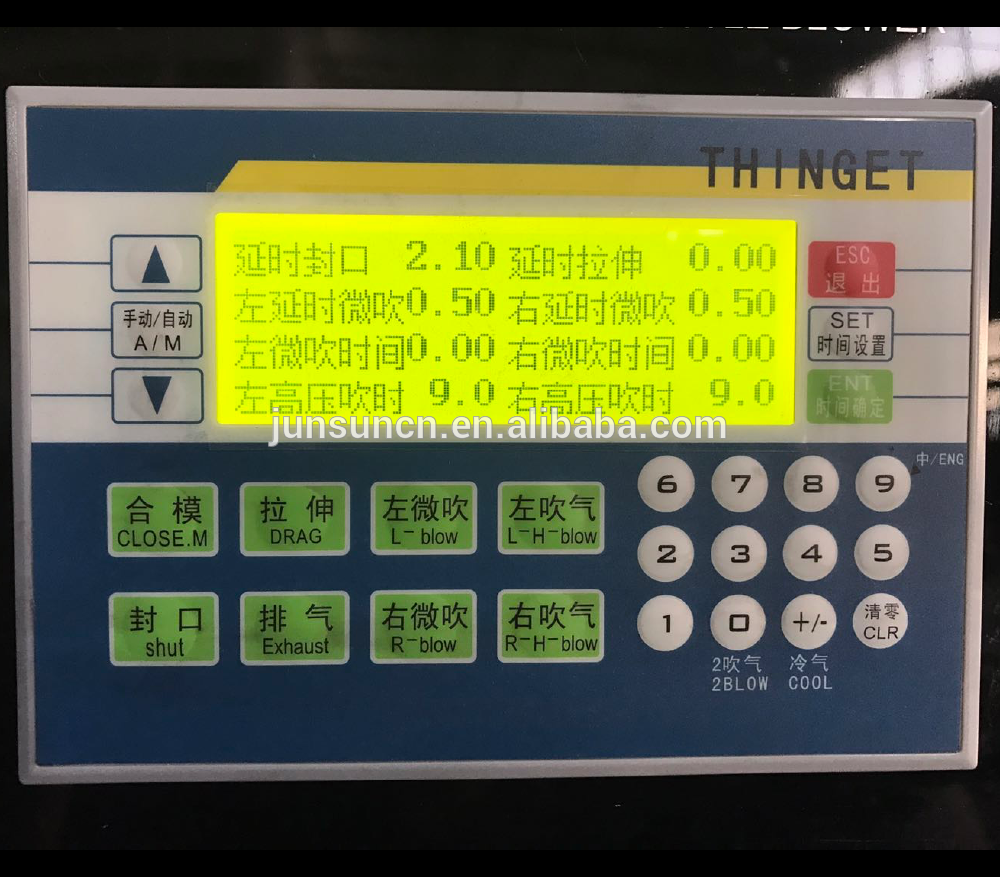 BLOWER
THINGET
延时封口 2.10 延时拉伸 0.00
左延时微吹0.50 右延时微吹 0.50
左微吹时间0.00 右微吹时间 0.00
左高压吹时 9.0 右高压吹时 9.0
▲
手动/自动
A/M
▼
ESC
退出
SET
时间设置
ENT
时间确定
junsuncn.en.alibaba.com
中/ENG
合模
CLOSE.M
拉伸
DRAG
左微吹
L-blow
左吹气
L-H-blow
封口
shut
排气
Exhaust
右微吹
R-blow
右吹气
R-H-blow
6 7 8 9
2 3 4 5
1 0 +/- 清零
CLR
2吹气 冷气
2BLOW COOL